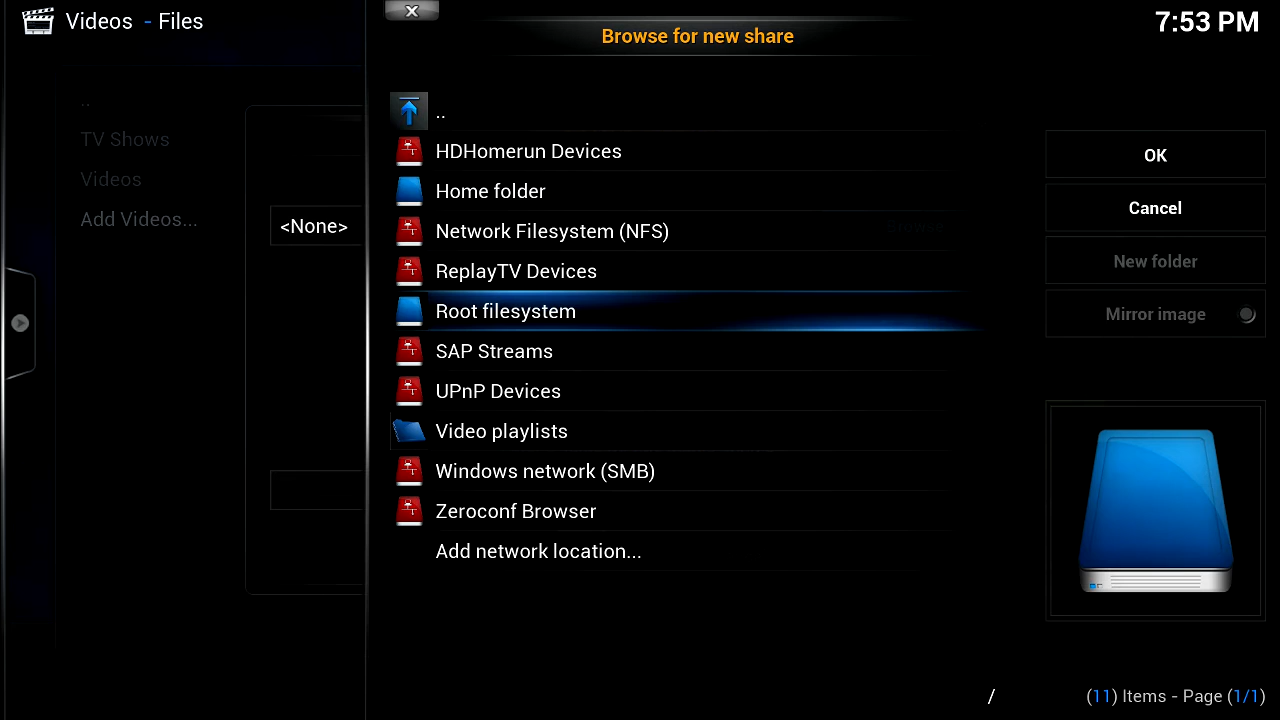 Videos - Files
Browse for new share
7:53 PM
..
TV Shows
Videos
Add Videos...
<None>
..
HDHomerun Devices
Home folder
Network Filesystem (NFS)
Browse
ReplayTV Devices
Root filesystem
SAP Streams
UPnP Devices
Video playlists
Windows network (SMB)
Zeroconf Browser
Add network location...
OK
Cancel
New folder
Mirror image
/
(11) Items - Page (1/1)